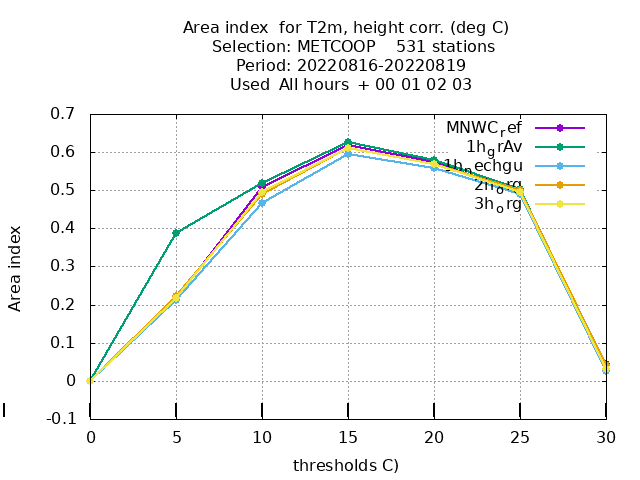 Area index  for T2m, height corr. (deg C)
Selection: METCOOP    531 stations
Period: 20220816-20220819
Used  All hours  + 00 01 02 03
0.7
0.6
0.5
0.4
0.3
0.2
0.1
0
-0.1
Area index
MNWC_ref
1h_grAv
1h_nechgu
2h_org
3h_org
0 5 10 15 20 25 30
thresholds C)